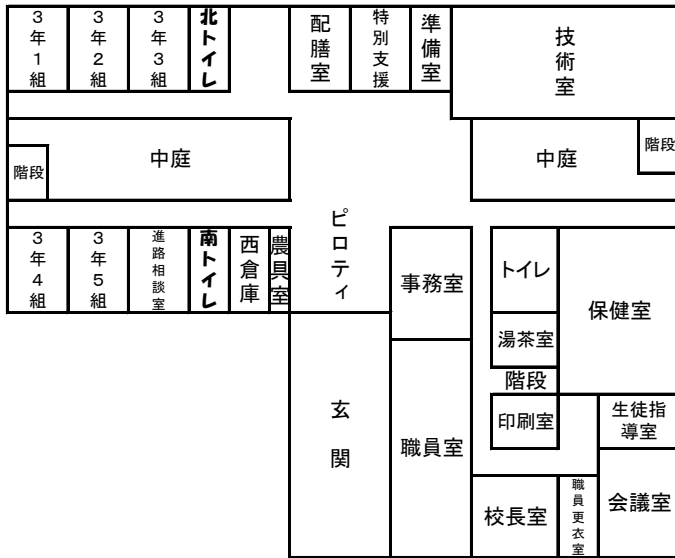 3年1組
3年2組
3年3組
北トイレ
配膳室
特別支援
準備室
技術室
階段
中庭
中庭
階段
ピロティ
3年4組
3年5組
進路相談室
南トイレ
西倉庫
農具室
事務室
トイレ
保健室
湯茶室
階段
玄関
職員室
印刷室
生徒指
導室
校長室
職員更衣室
会議室